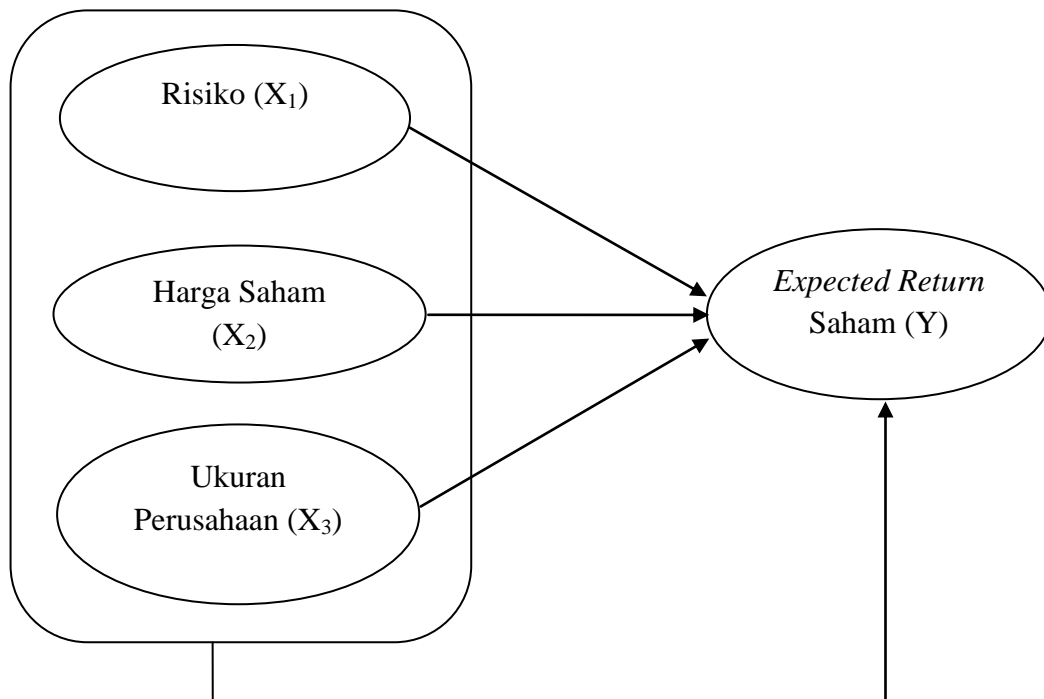 Risiko (X₁)
Harga Saham
(X₂)
Ukuran
Perusahaan (X₃)
Expected Return
Saham (Y)